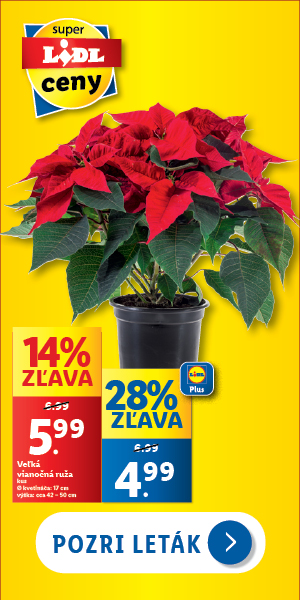 super
LIDL
ceny
14%
ZĽAVA
6.99
5.99
Veľká
vianočná ruža
kus
Ø kvetináča: 17 cm
výška: cca 42 – 50 cm
LIDL
Plus
28%
ZĽAVA
6.99
4.99
POZRI LETÁK